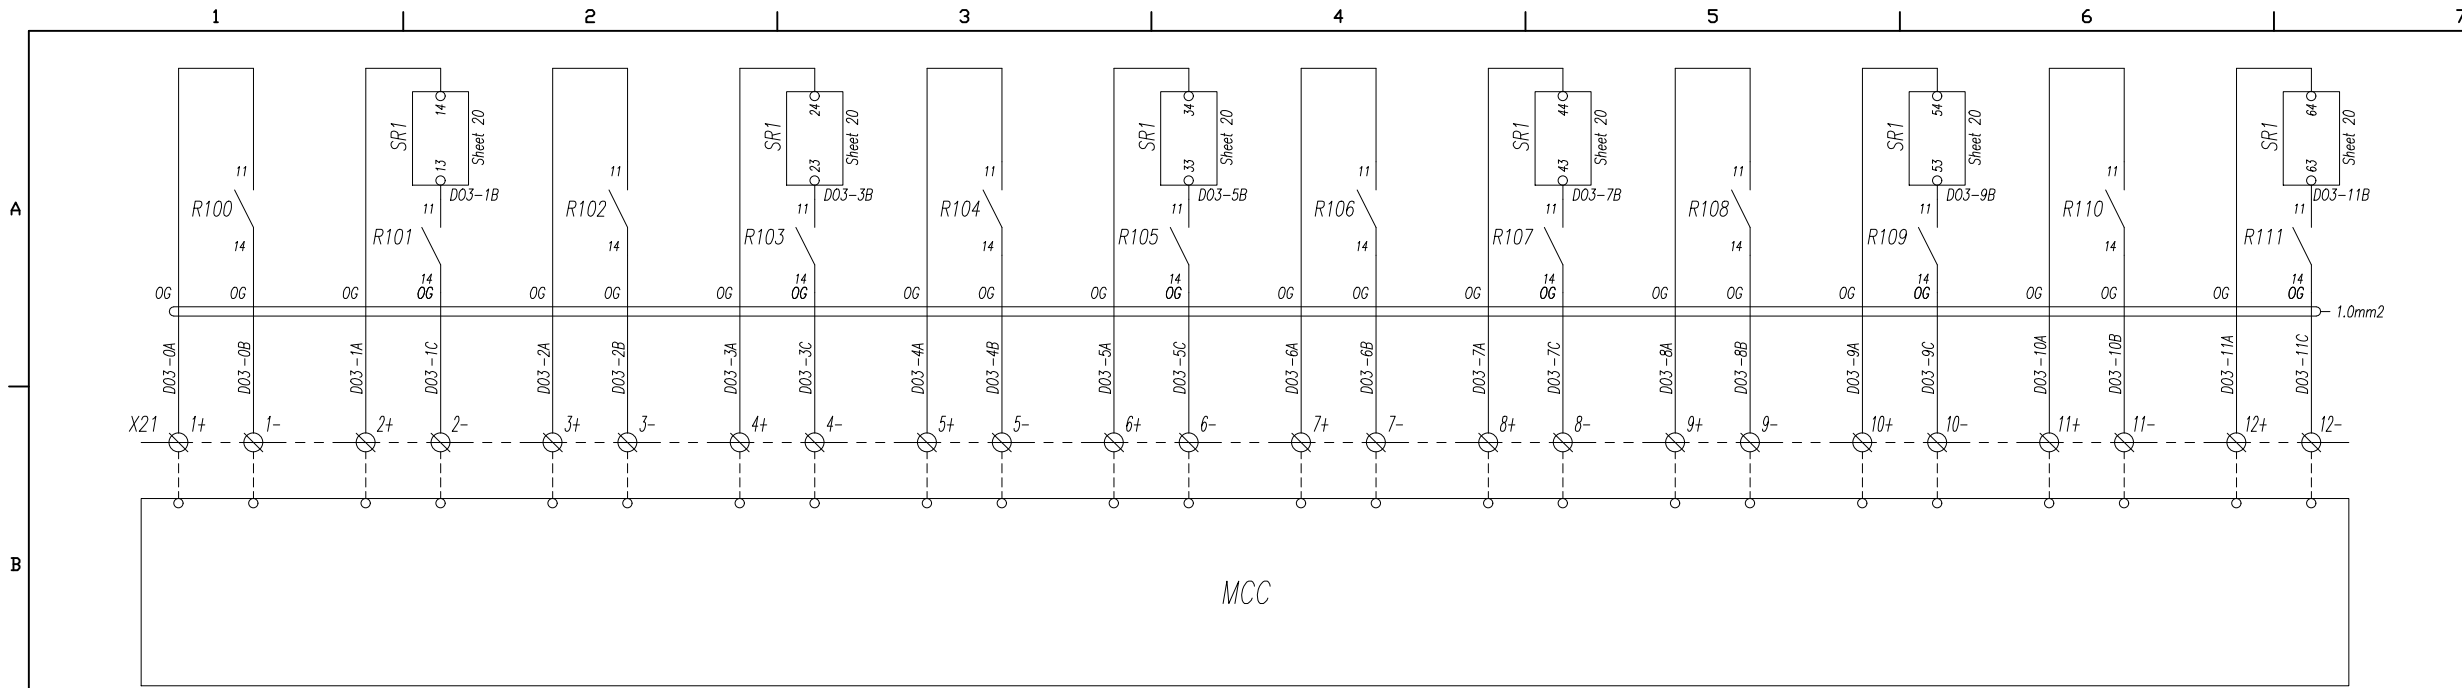 1 2 3 4 5 6 7
A
B
14 24 34 44 54 64
SR1 Sheet 20 SR1 Sheet 20 SR1 Sheet 20 SR1 Sheet 20 SR1 Sheet 20 SR1 Sheet 20
13 23 33 43 53 63
11 11 11 11 11 11
D03-1B D03-3B D03-5B D03-7B D03-9B D03-11B
R100 11 R102 11 R104 11 R106 11 R108 11 R110 11
R101 R103 R105 R107 R109 R111
14 14 14 14 14 14
14 14 14 14 14 14
OG OG OG OG OG OG OG OG OG OG OG OG OG OG OG OG OG OG OG OG OG OG OG OG
1.0mm2
D03-0A D03-0B D03-1A D03-1C D03-2A D03-2B D03-3A D03-3C D03-4A D03-4B D03-5A D03-5C D03-6A D03-6B D03-7A D03-7C D03-8A D03-8B D03-9A D03-9C D03-10A D03-10B D03-11A D03-11C
X21 1+ 1- 2+ 2- 3+ 3- 4+ 4- 5+ 5- 6+ 6- 7+ 7- 8+ 8- 9+ 9- 10+ 10- 11+ 11- 12+ 12-
MCC